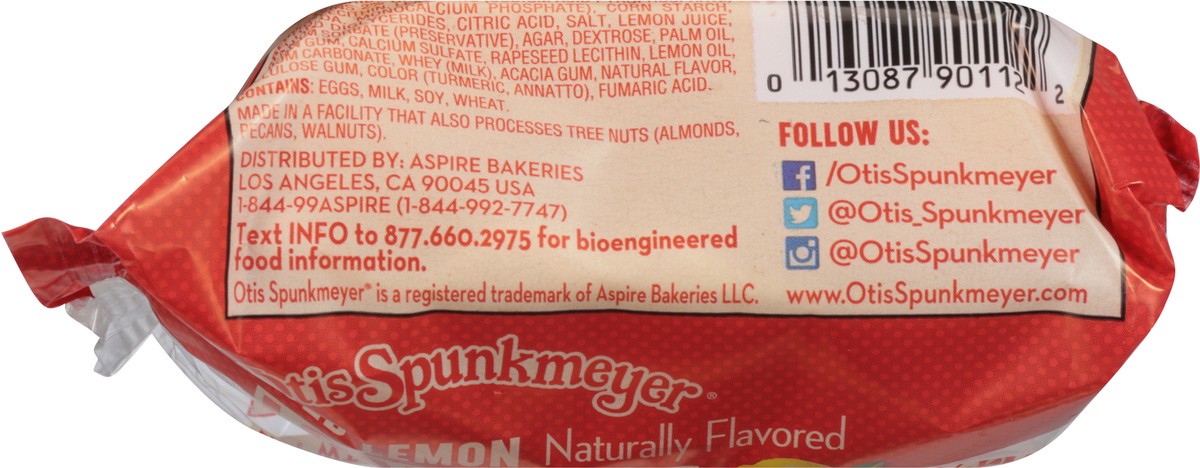 CALCIUM PHOSPHATE), CORN STARCH,
CITRIC ACID, SALT, LEMON JUICE,
(PRESERVATIVE), AGAR, DEXTROSE, PALM OIL,
GUM, CALCIUM SULFATE, RAPESEED LECITHIN, LEMON OIL,
CARBONATE, WHEY (MILK), ACACIA GUM, NATURAL FLAVOR,
GUM, COLOR (TURMERIC, ANNATTO), FUMARIC ACID.
CONTAINS: EGGS, MILK, SOY, WHEAT.
MADE IN A FACILITY THAT ALSO PROCESSES TREE NUTS (ALMONDS,
PECANS, WALNUTS).
DISTRIBUTED BY: ASPIRE BAKERIES
LOS ANGELES, CA 90045 USA
1-844-99ASPIRE (1-844-992-7747)
Text INFO to 877.660.2975 for bioengineered
food information.
Otis Spunkmeyer® is a registered trademark of Aspire Bakeries LLC.
0 13087 90112 2
FOLLOW US:
/OtisSpunkmeyer
@Otis_Spunkmeyer
@OtisSpunkmeyer
www.OtisSpunkmeyer.com
Otis Spunkmeyer®
LEMON Naturally Flavored